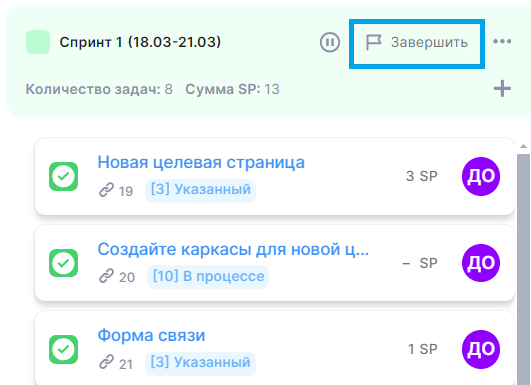 Спринт 1 (18.03-21.03) Завершить
Количество задач: 8 Сумма SP: 13
Новая целевая страница
3 SP ДО
19 [3] Указанный
Создайте каркасы для новой ц...
– SP ДО
20 [10] В процессе
Форма связи
1 SP ДО
21 [3] Указанный